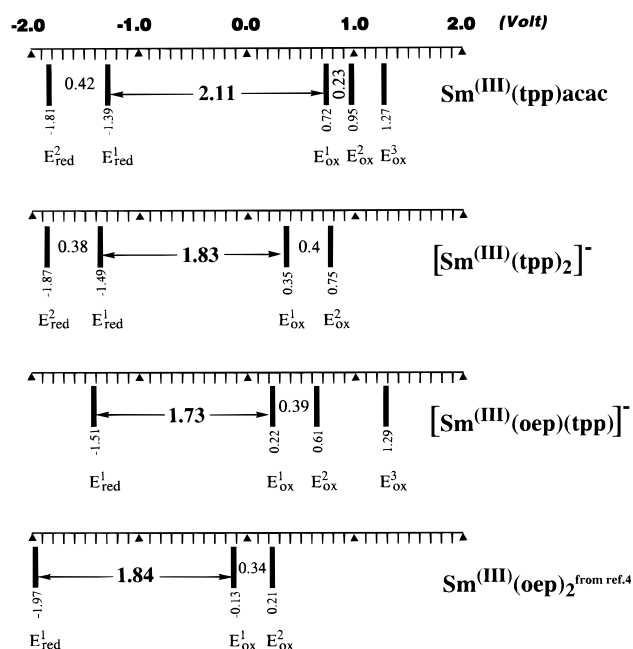 -2.0 -1.0 0.0 1.0 2.0 (Volt)
0.42 2.11 0.23 Sm(III)(tpp)acac
-1.81 -1.39 0.72 0.95 1.27
E²red E¹red E¹ox E²ox E³ox
0.38 1.83 0.4 [Sm(III)(tpp)₂]⁻
-1.87 -1.49 0.35 0.75
E²red E¹red E¹ox E²ox
1.73 0.39 [Sm(III)(oep)(tpp)]⁻
-1.51 0.22 0.61 1.29
E¹red E¹ox E²ox E³ox
1.84 0.34 Sm(III)(oep)₂ from ref.4
-1.97 -0.13 0.21
E¹red E¹ox E²ox